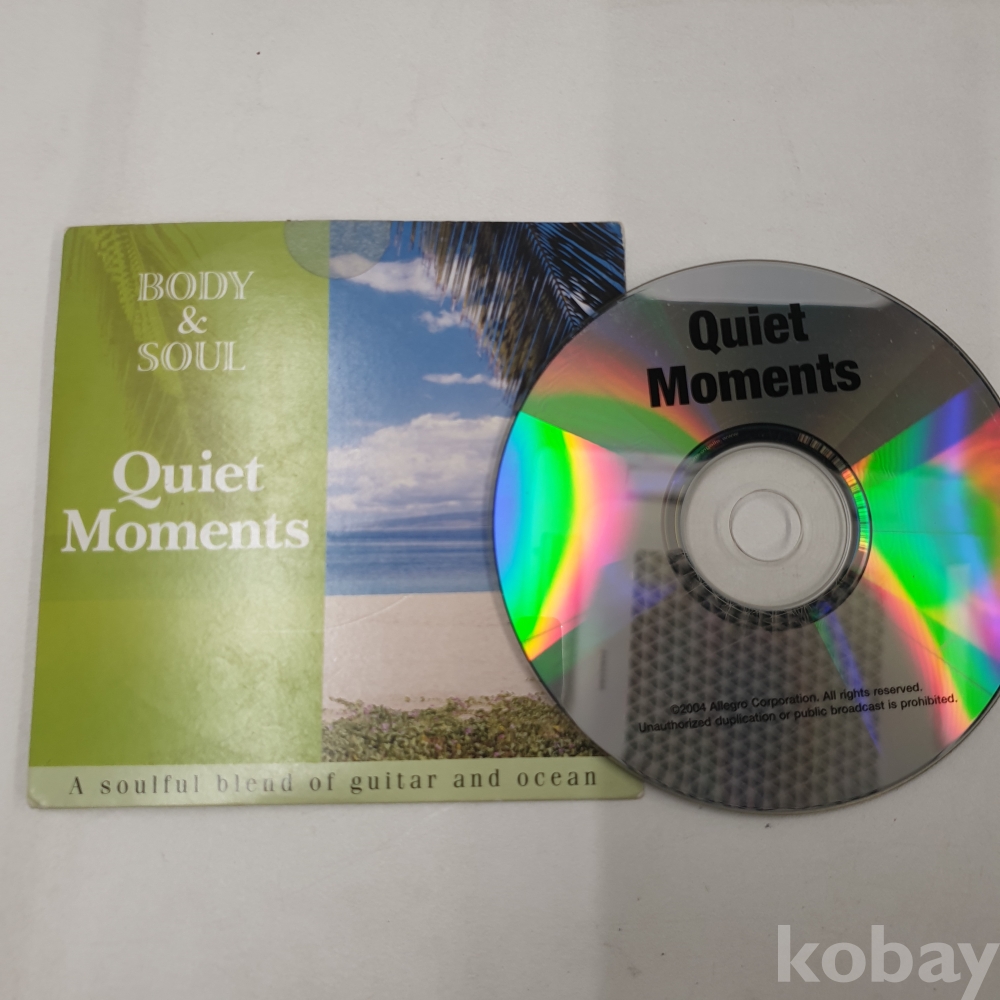 BODY
&
SOUL
Quiet
Moments
A soulful blend of guitar and ocean
Quiet
Moments
©2004 Allegro Corporation. All rights reserved.
Unauthorized duplication or public broadcast is prohibited.
kobay